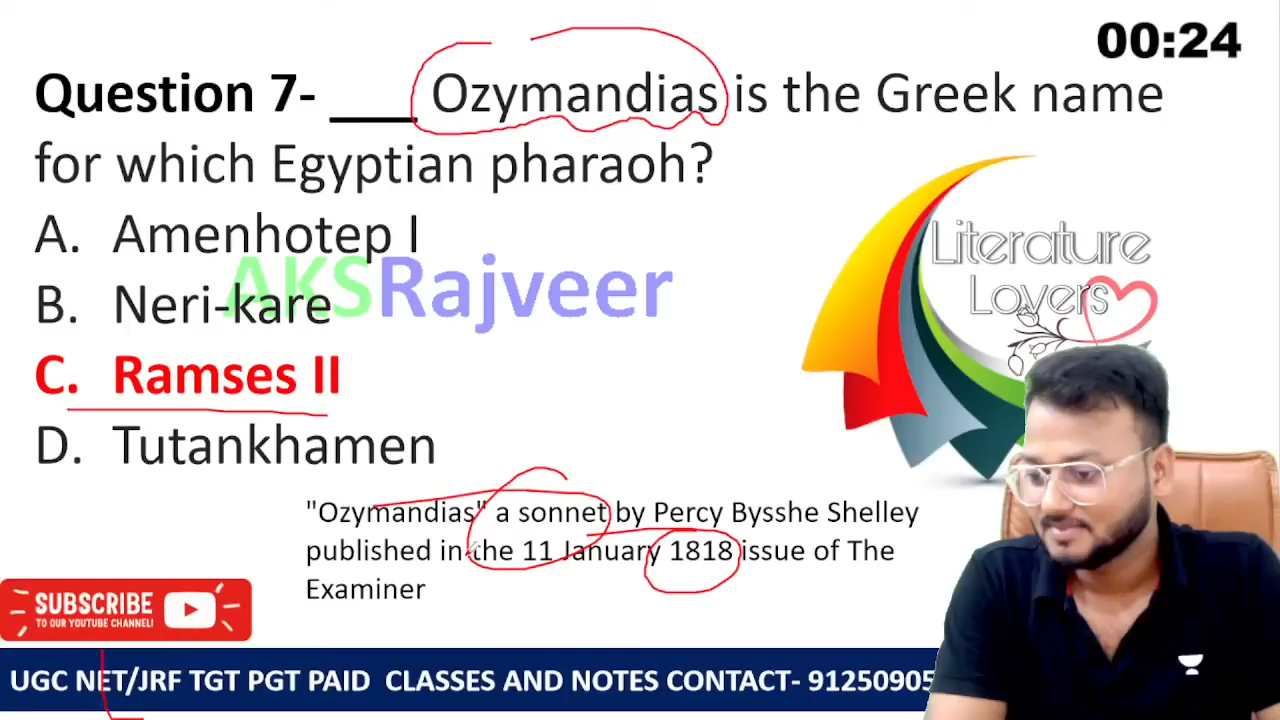 00:24
Question 7- ___ Ozymandias is the Greek name
for which Egyptian pharaoh?
A. Amenhotep I
Literature
Lovers
AKSRajveer
B. Neri-kare
C. Ramses II
D. Tutankhamen
"Ozymandias" a sonnet by Percy Bysshe Shelley
published in the 11 January 1818 issue of The
Examiner
SUBSCRIBE
TO OUR YOUTUBE CHANNEL!
UGC NET/JRF TGT PGT PAID CLASSES AND NOTES CONTACT- 91250905